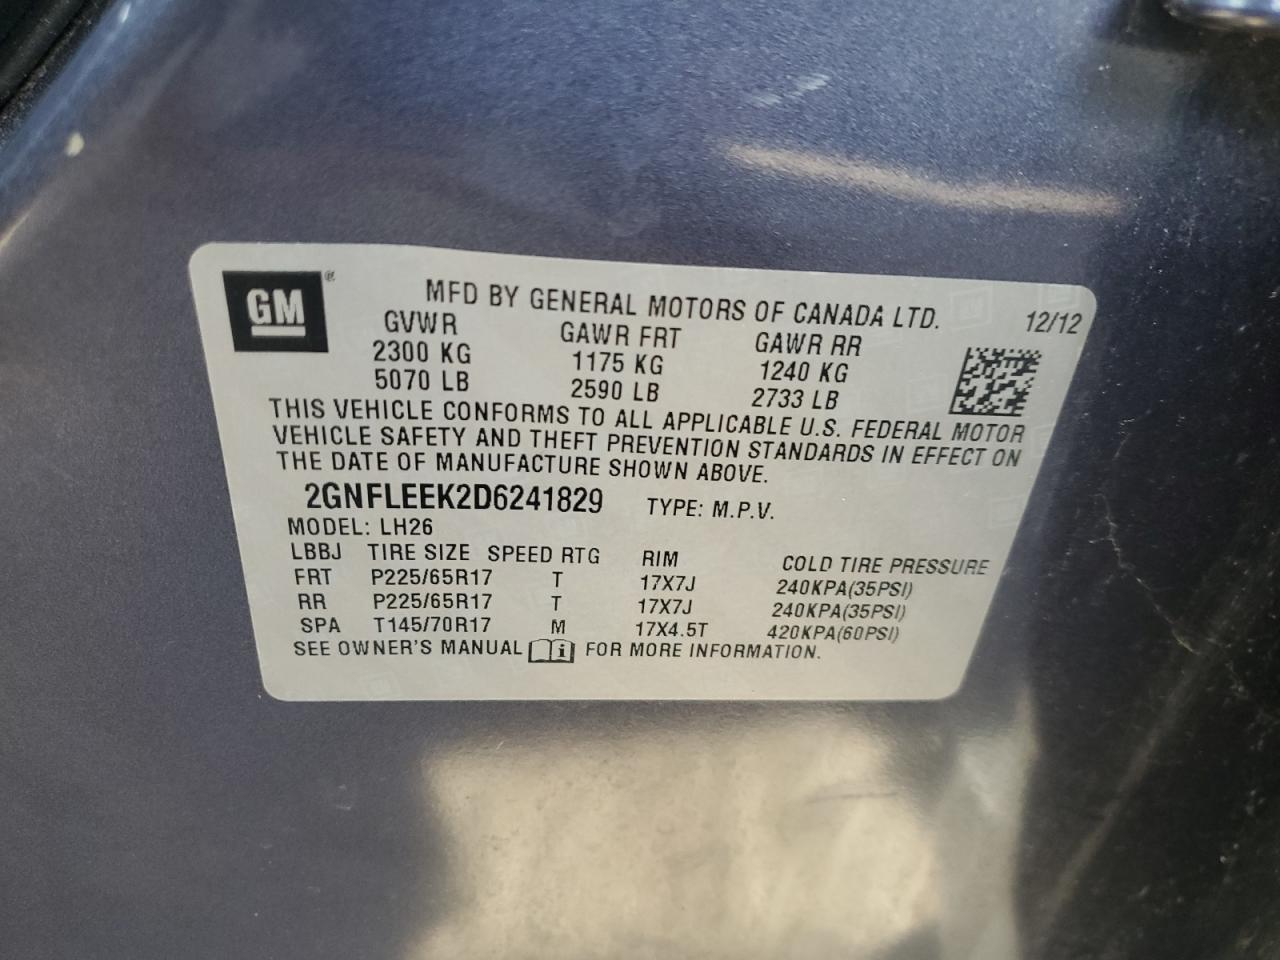 GM ®
MFD BY GENERAL MOTORS OF CANADA LTD. 12/12
GVWR GAWR FRT GAWR RR
2300 KG 1175 KG 1240 KG
5070 LB 2590 LB 2733 LB
THIS VEHICLE CONFORMS TO ALL APPLICABLE U.S. FEDERAL MOTOR
VEHICLE SAFETY AND THEFT PREVENTION STANDARDS IN EFFECT ON
THE DATE OF MANUFACTURE SHOWN ABOVE.
2GNFLEEK2D6241829 TYPE: M.P.V.
MODEL: LH26
LBBJ TIRE SIZE SPEED RTG RIM COLD TIRE PRESSURE
FRT P225/65R17 T 17X7J 240KPA(35PSI)
RR P225/65R17 T 17X7J 240KPA(35PSI)
SPA T145/70R17 M 17X4.5T 420KPA(60PSI)
SEE OWNER'S MANUAL i FOR MORE INFORMATION.